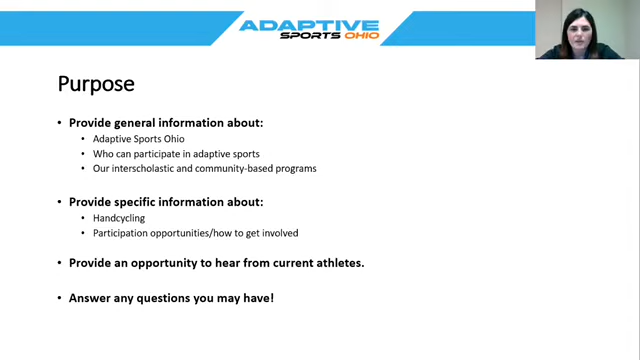 ADAPTIVE
SPORTS OHIO
Purpose
• Provide general information about:
• Adaptive Sports Ohio
• Who can participate in adaptive sports
• Our interscholastic and community-based programs
• Provide specific information about:
• Handcycling
• Participation opportunities/how to get involved
• Provide an opportunity to hear from current athletes.
• Answer any questions you may have!